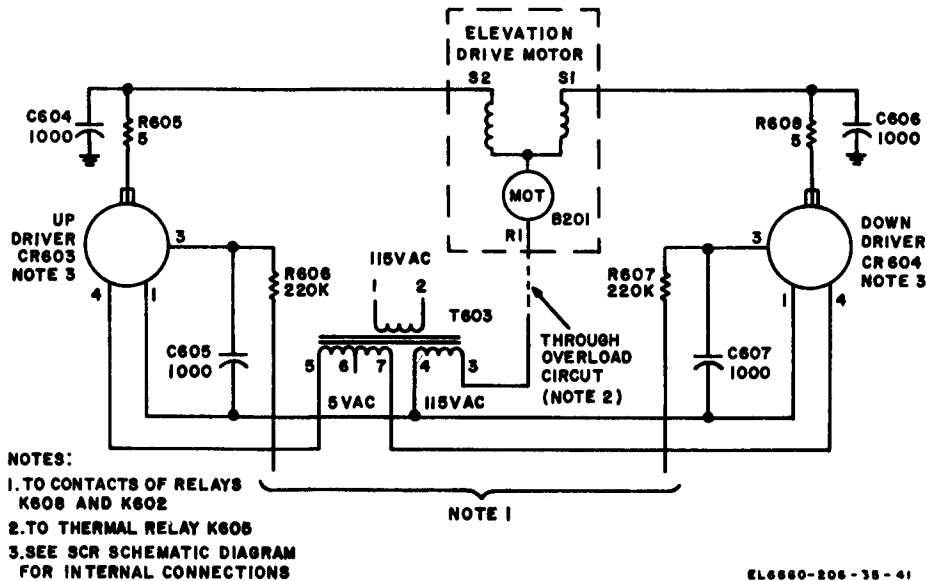 ELEVATION
DRIVE MOTOR
S2
S1
C604
1000
R605
5
R608
5
C606
1000
MOT
B201
R1
UP
DRIVER
CR603
NOTE 3
3
4
1
DOWN
DRIVER
CR604
NOTE 3
3
1
4
R606
220K
115VAC
1
2
T603
R607
220K
THROUGH
OVERLOAD
CIRCUT
(NOTE 2)
C605
1000
5
6
7
4
3
5VAC
115VAC
C607
1000
NOTES:
1. TO CONTACTS OF RELAYS
K608 AND K602
2. TO THERMAL RELAY K605
3. SEE SCR SCHEMATIC DIAGRAM
FOR INTERNAL CONNECTIONS
NOTE 1
EL6660-206-35-41